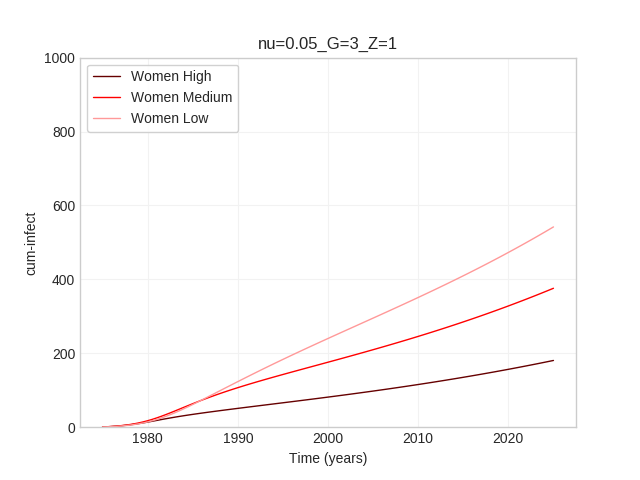 nu=0.05_G=3_Z=1
Women High
Women Medium
Women Low
1000
800
600
400
200
0
cum-infect
1980 1990 2000 2010 2020
Time (years)